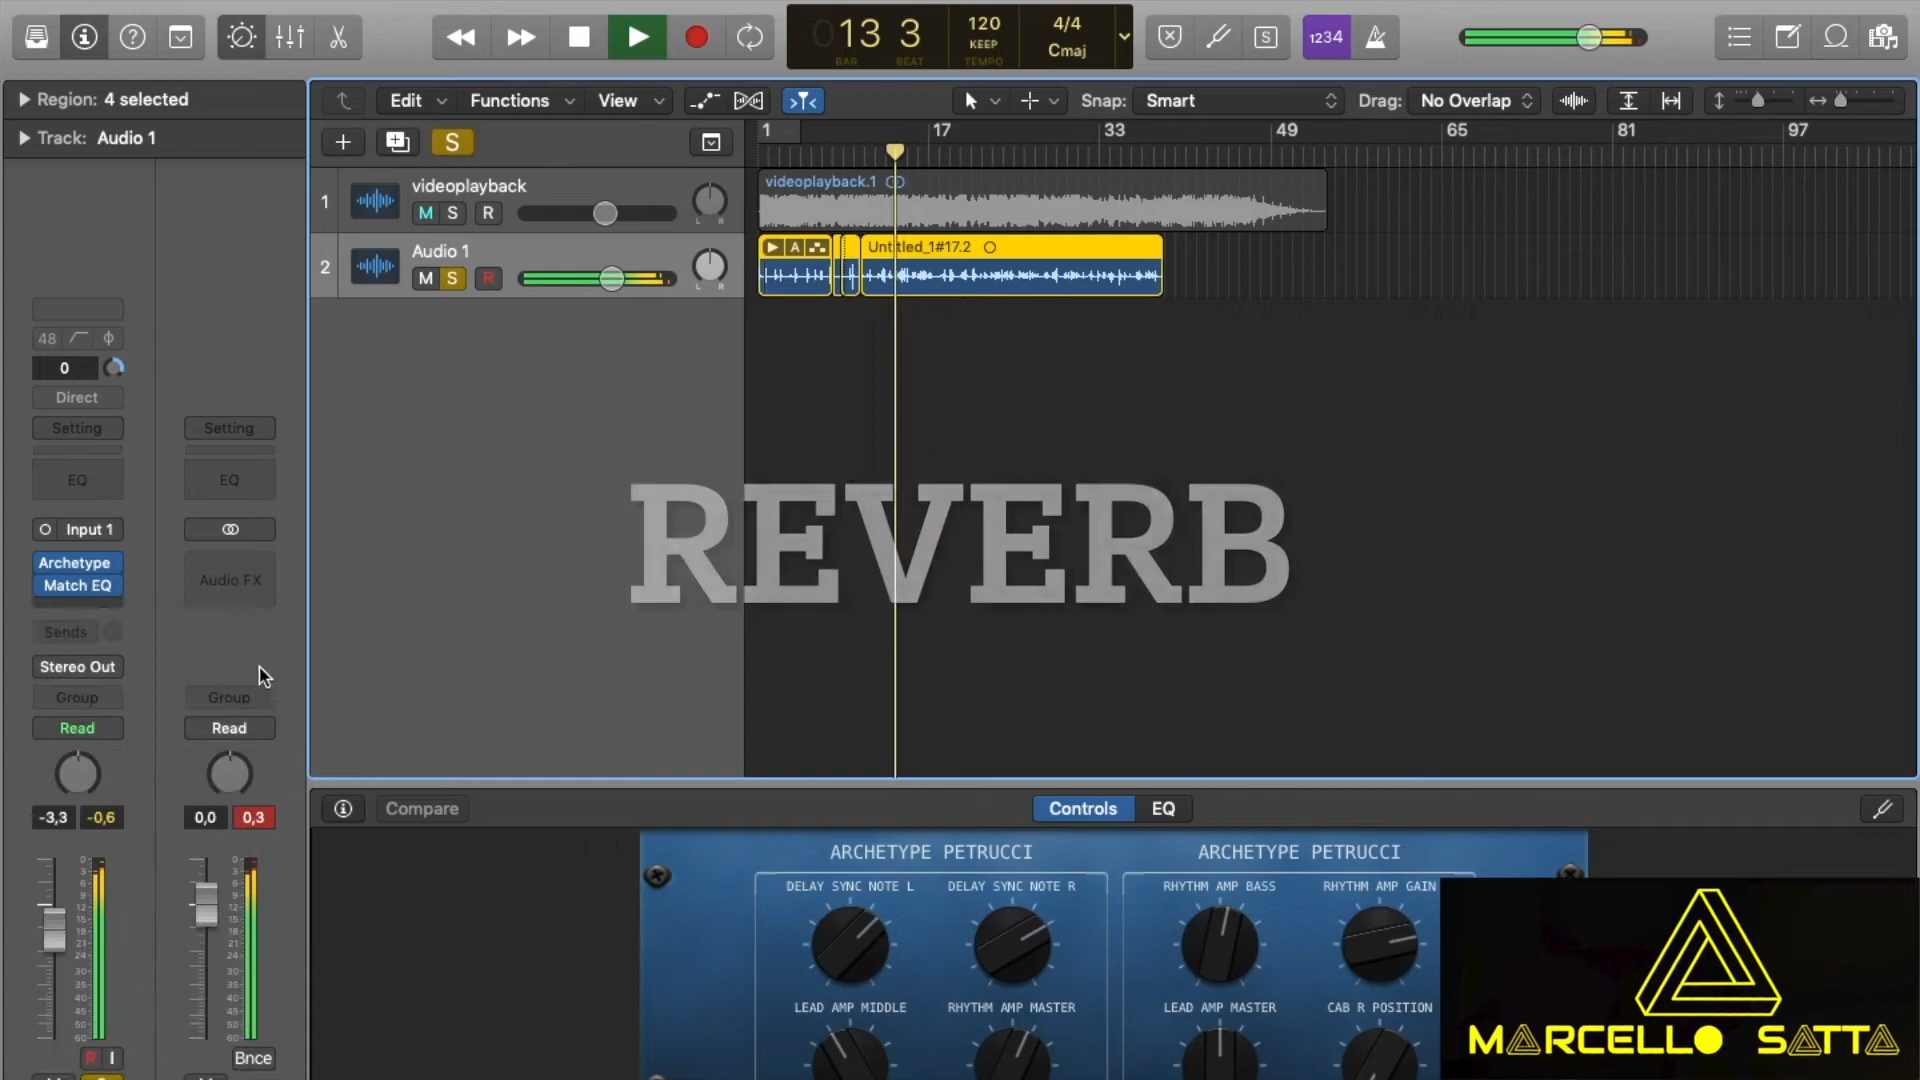 13 3
BAR BEAT
120
KEEP
TEMPO
4/4
Cmaj
S
1234
Region: 4 selected
Track: Audio 1
Edit Functions View
Snap: Smart
Drag: No Overlap
S
1 17 33 49 65 81 97
1
videoplayback
M S R
L R
videoplayback.1
2
Audio 1
M S R
L R
A
Untitled_1#17.2
48
0
Direct
Setting Setting
EQ EQ
Input 1
Archetype
Match EQ
Audio FX
Sends
Stereo Out
Group Group
Read Read
-3,3 -0,6 0,0 0,3
R I
Bnce
REVERB
Compare
Controls EQ
ARCHETYPE PETRUCCI ARCHETYPE PETRUCCI
DELAY SYNC NOTE L DELAY SYNC NOTE R RHYTHM AMP BASS RHYTHM AMP GAIN
LEAD AMP MIDDLE RHYTHM AMP MASTER LEAD AMP MASTER CAB R POSITION
MARCELLO SATTA